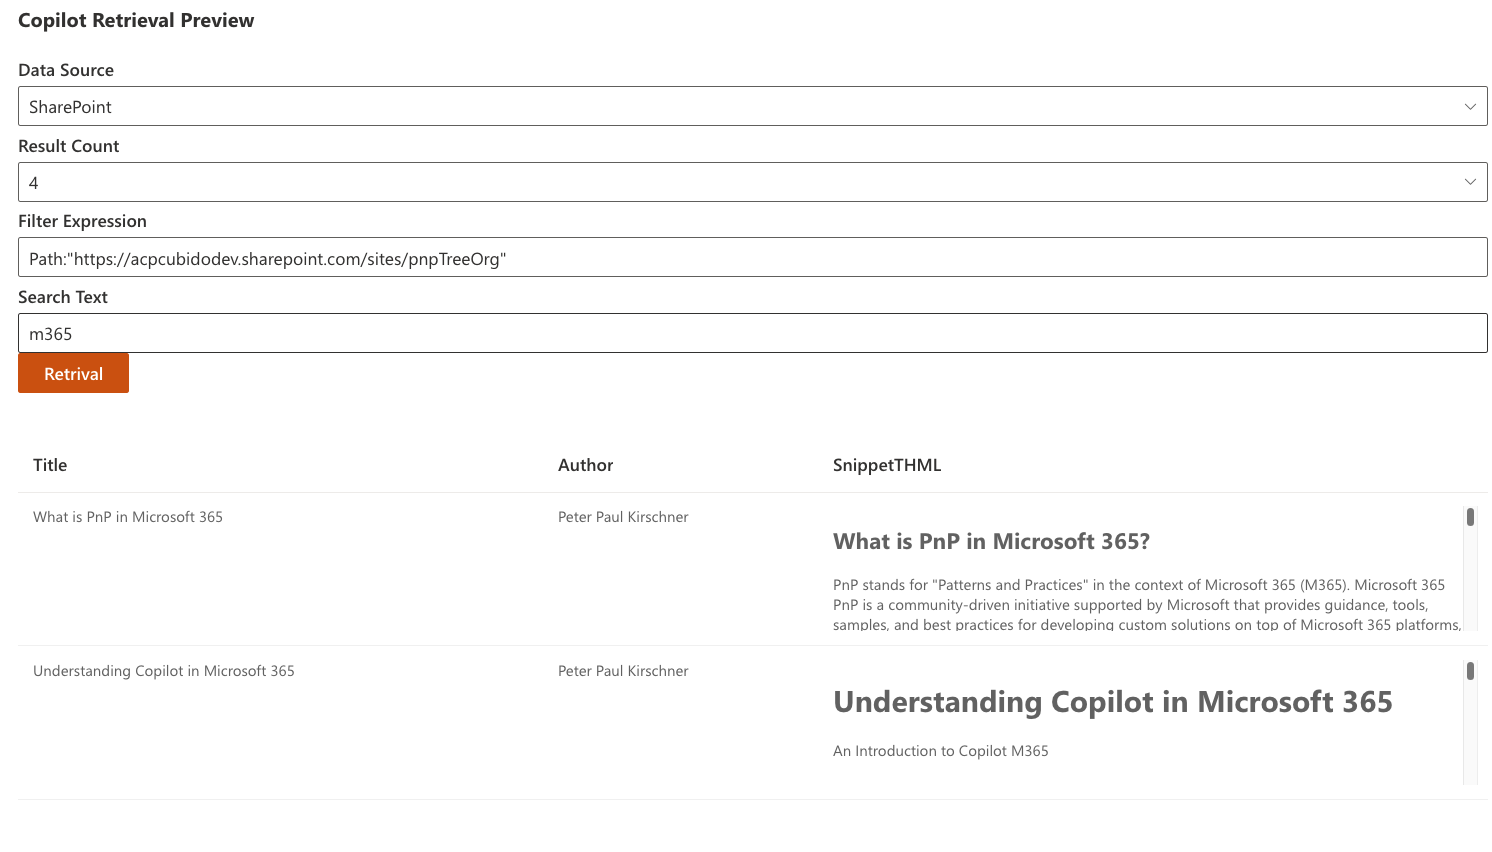 Copilot Retrieval Preview
Data Source
SharePoint
Result Count
4
Filter Expression
Path:"https://acpcubidodev.sharepoint.com/sites/pnpTreeOrg"
Search Text
m365
Retrival
Title Author SnippetTHML
What is PnP in Microsoft 365 Peter Paul Kirschner
What is PnP in Microsoft 365?
PnP stands for "Patterns and Practices" in the context of Microsoft 365 (M365). Microsoft 365
PnP is a community-driven initiative supported by Microsoft that provides guidance, tools,
samples, and best practices for developing custom solutions on top of Microsoft 365 platforms,
Understanding Copilot in Microsoft 365 Peter Paul Kirschner
Understanding Copilot in Microsoft 365
An Introduction to Copilot M365